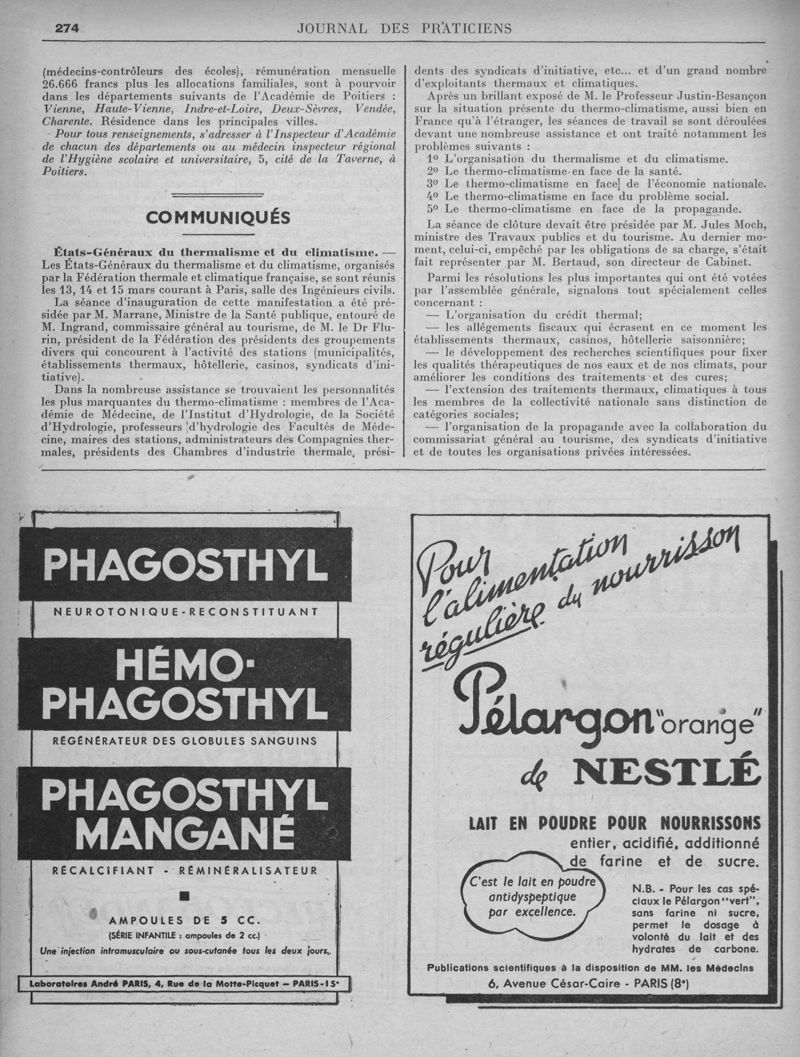 274
JOURNAL DES PRATICIENS
(médecins-contrôleurs des écoles), rémunération mensuelle
26.666 francs plus les allocations familiales, sont à pourvoir
dans les départements suivants de l'Académie de Poitiers :
Vienne, Haute-Vienne, Indre-et-Loire, Deux-Sèvres, Vendée,
Charente. Résidence dans les principales villes.
Pour tous renseignements, s'adresser à l'Inspecteur d'Académie
de chacun des départements ou au médecin inspecteur régional
de l'Hygiène scolaire et universitaire, 5, cité de la Taverne, à
Poitiers.
COMMUNIQUÉS
États-Généraux du thermalisme et du climatisme. —
Les États-Généraux du thermalisme et du climatisme, organisés
par la Fédération thermale et climatique française, se sont réunis
les 13, 14 et 15 mars courant à Paris, salle des Ingénieurs civils.
La séance d'inauguration de cette manifestation a été pré-
sidée par M. Marrane, Ministre de la Santé publique, entouré de
M. Ingrand, commissaire général au tourisme, de M. le Dr Flu-
rin, président de la Fédération des présidents des groupements
divers qui concourent à l'activité des stations (municipalités,
établissements thermaux, hôtellerie, casinos, syndicats d'ini-
tiative).
Dans la nombreuse assistance se trouvaient les personnalités
les plus marquantes du thermo-climatisme : membres de l'Aca-
démie de Médecine, de l'Institut d'Hydrologie, de la Société
d'Hydrologie, professeurs d'hydrologie des Facultés de Méde-
cine, maires des stations, administrateurs des Compagnies ther-
males, présidents des Chambres d'industrie thermale, prési-
dents des syndicats d'initiative, etc... et d'un grand nombre
d'exploitants thermaux et climatiques.
Après un brillant exposé de M. le Professeur Justin-Besançon
sur la situation présente du thermo-climatisme, aussi bien en
France qu'à l'étranger, les séances de travail se sont déroulées
devant une nombreuse assistance et ont traité notamment les
problèmes suivants :
1º L'organisation du thermalisme et du climatisme.
2º Le thermo-climatisme en face de la santé.
3º Le thermo-climatisme en face] de l'économie nationale.
4º Le thermo-climatisme en face du problème social.
5º Le thermo-climatisme en face de la propagande.
La séance de clôture devait être présidée par M. Jules Moch,
ministre des Travaux publics et du tourisme. Au dernier mo-
ment, celui-ci, empêché par les obligations de sa charge, s'était
fait représenter par M. Bertaud, son directeur de Cabinet.
Parmi les résolutions les plus importantes qui ont été votées
par l'assemblée générale, signalons tout spécialement celles
concernant :
— L'organisation du crédit thermal;
— les allégements fiscaux qui écrasent en ce moment les
établissements thermaux, casinos, hôtellerie saisonnière;
— le développement des recherches scientifiques pour fixer
les qualités thérapeutiques de nos eaux et de nos climats, pour
améliorer les conditions des traitements et des cures;
— l'extension des traitements thermaux, climatiques à tous
les membres de la collectivité nationale sans distinction de
catégories sociales;
— l'organisation de la propagande avec la collaboration du
commissariat général au tourisme, des syndicats d'initiative
et de toutes les organisations privées intéressées.
PHAGOSTHYL
NEUROTONIQUE-RECONSTITUANT
HÉMO-
PHAGOSTHYL
RÉGÉNÉRATEUR DES GLOBULES SANGUINS
PHAGOSTHYL
MANGANÉ
RÉCALCIFIANT - RÉMINÉRALISATEUR
AMPOULES DE 5 CC.
(SÉRIE INFANTILE : ampoules de 2 cc.)
Une injection intramusculaire ou sous-cutanée tous les deux jours.
Laboratoires André PARIS, 4, Rue de la Motte-Picquet — PARIS-15e
Pour
l'alimentation
régulière du nourrisson
Pélargon "orange"
de NESTLÉ
LAIT EN POUDRE POUR NOURRISSONS
entier, acidifié, additionné
de farine et de sucre.
C'est le lait en poudre
antidyspeptique
par excellence.
N.B. - Pour les cas spé-
ciaux le Pélargon "vert",
sans farine ni sucre,
permet le dosage à
volonté du lait et des
hydrates de carbone.
Publications scientifiques à la disposition de MM. les Médecins
6, Avenue César-Caire - PARIS (8e)